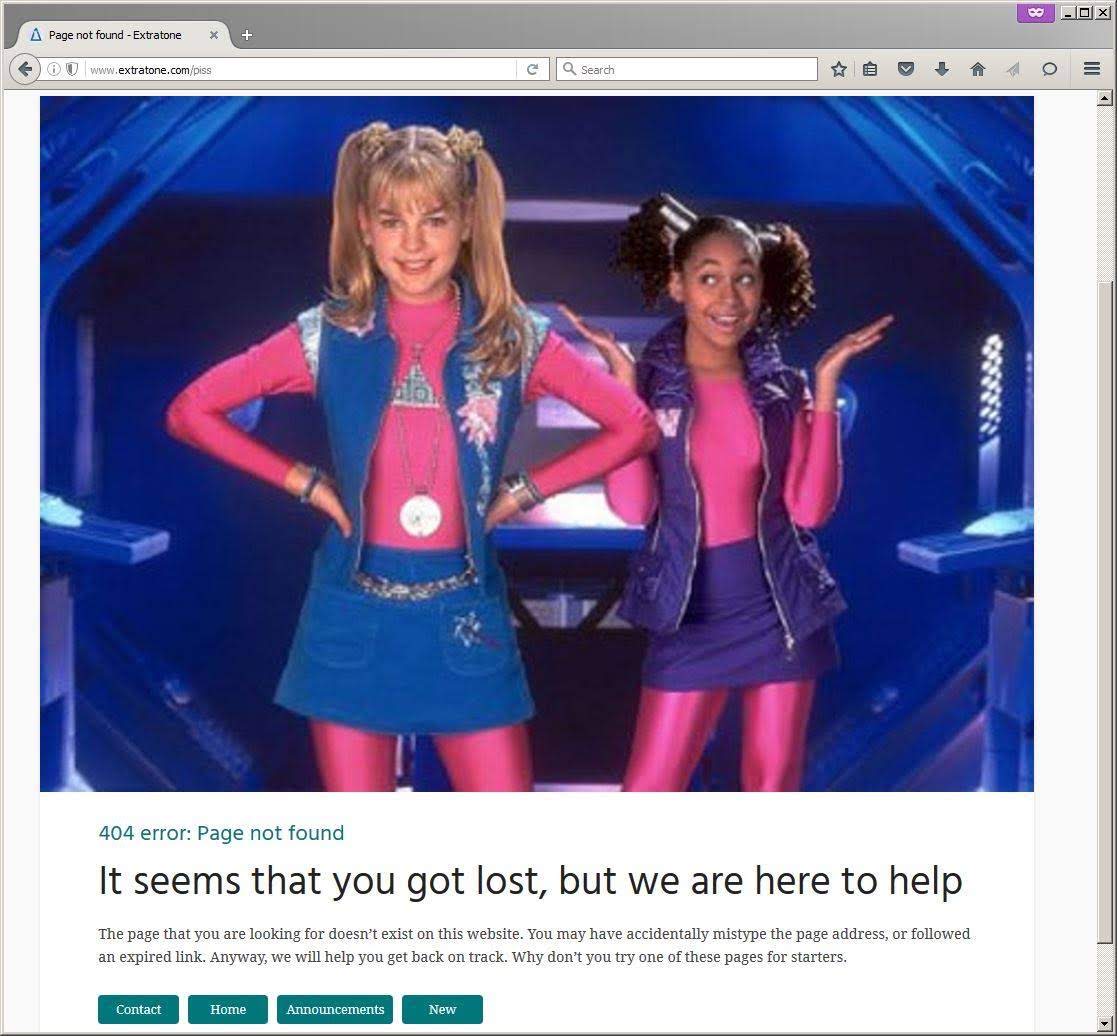 Page not found - Extratone
www.extratone.com/piss
Search
404 error: Page not found
It seems that you got lost, but we are here to help
The page that you are looking for doesn’t exist on this website. You may have accidentally mistype the page address, or followed
an expired link. Anyway, we will help you get back on track. Why don’t you try one of these pages for starters.
Contact Home Announcements New